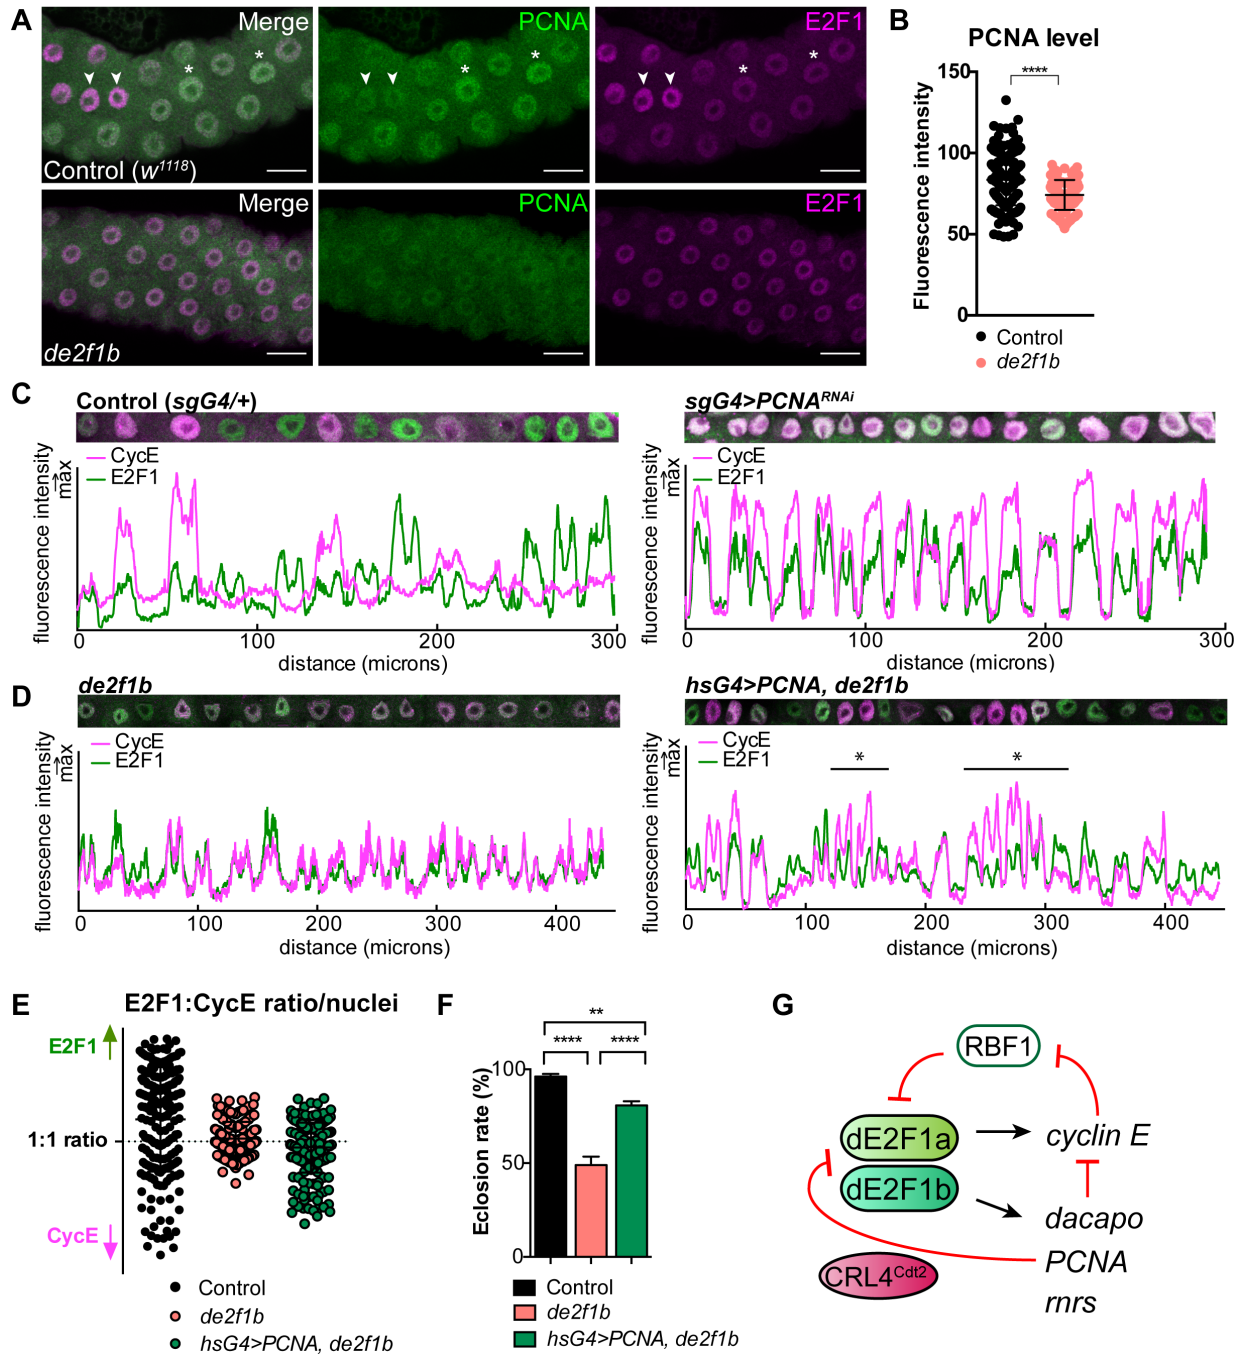 A
Merge
PCNA
E2F1
* *
* *
* *
Control (w1118)
Merge
PCNA
E2F1
de2f1b
B
PCNA level
****
Fluorescence intensity
150
100
50
0
Control
de2f1b
C
Control (sgG4/+)
CycE
E2F1
fluorescence intensity
→max
0 100 200 300
distance (microns)
sgG4>PCNARNAi
CycE
E2F1
fluorescence intensity
→max
0 100 200 300
distance (microns)
D
de2f1b
CycE
E2F1
fluorescence intensity
→max
0 100 200 300 400
distance (microns)
hsG4>PCNA, de2f1b
CycE
E2F1
* *
fluorescence intensity
→max
0 100 200 300 400
distance (microns)
E
E2F1:CycE ratio/nuclei
E2F1
1:1 ratio
CycE
Control
de2f1b
hsG4>PCNA, de2f1b
F
**
**** ****
Eclosion rate (%)
100
50
0
Control
de2f1b
hsG4>PCNA, de2f1b
G
RBF1
dE2F1a
cyclin E
dE2F1b
dacapo
PCNA
CRL4Cdt2
rnrs